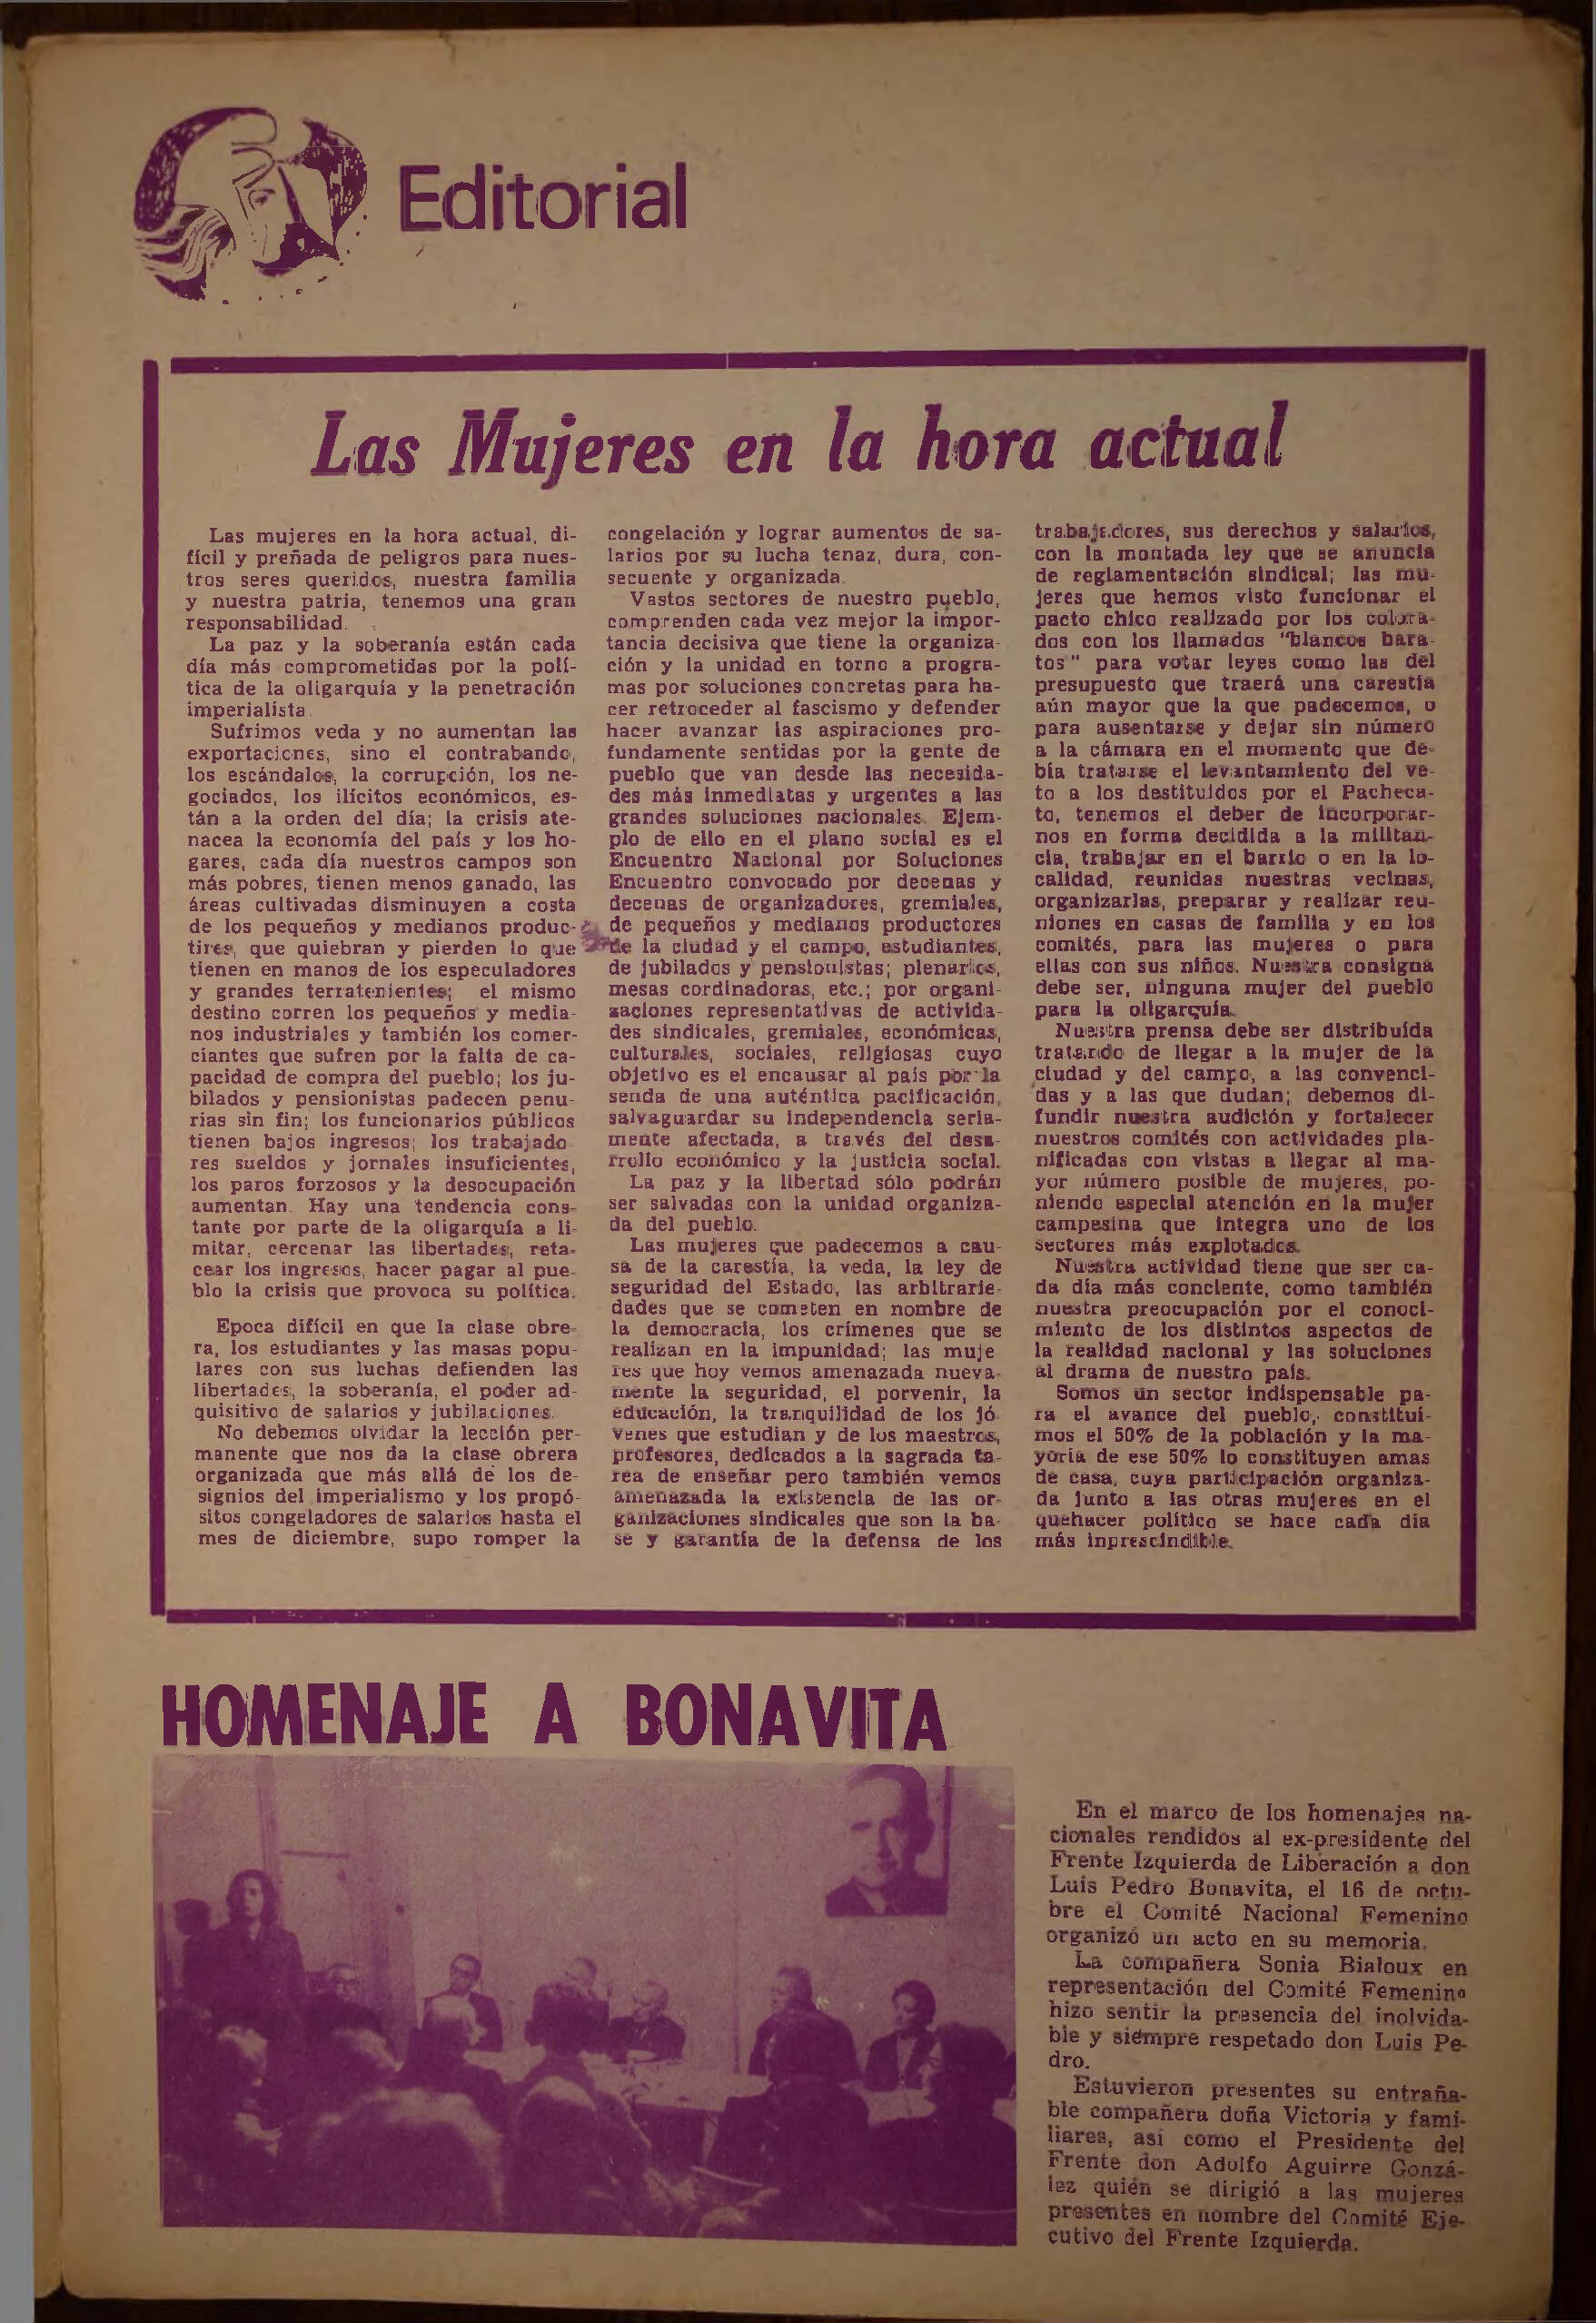 Editorial
Las Mujeres en la hora actual
Las mujeres en la hora actual, di-
fícil y preñada de peligros para nues-
tros seres queridos, nuestra familia
y nuestra patria, tenemos una gran
responsabilidad.
La paz y la soberanía están cada
día más comprometidas por la polí-
tica de la oligarquía y la penetración
imperialista.
Sufrimos veda y no aumentan las
exportaciones, sino el contrabando,
los escándalos, la corrupción, los ne-
gociados, los ilícitos económicos, es-
tán a la orden del día; la crisis ate-
nacea la economía del país y los ho-
gares, cada día nuestros campos son
más pobres, tienen menos ganado, las
áreas cultivadas disminuyen a costa
de los pequeños y medianos produc-
tires, que quiebran y pierden lo que
tienen en manos de los especuladores
y grandes terratenientes; el mismo
destino corren los pequeños y media-
nos industriales y también los comer-
ciantes que sufren por la falta de ca-
pacidad de compra del pueblo; los ju-
bilados y pensionistas padecen penu-
rias sin fin; los funcionarios públicos
tienen bajos ingresos; los trabajado
res sueldos y jornales insuficientes,
los paros forzosos y la desocupación
aumentan. Hay una tendencia cons-
tante por parte de la oligarquía a li-
mitar, cercenar las libertades, reta-
cear los ingresos, hacer pagar al pue-
blo la crisis que provoca su política.
Epoca difícil en que la clase obre-
ra, los estudiantes y las masas popu-
lares con sus luchas defienden las
libertades, la soberanía, el poder ad-
quisitivo de salarios y jubilaciones.
No debemos olvidar la lección per-
manente que nos da la clase obrera
organizada que más allá de los de-
signios del imperialismo y los propó-
sitos congeladores de salarios hasta el
mes de diciembre, supo romper la
congelación y lograr aumentos de sa-
larios por su lucha tenaz, dura, con-
secuente y organizada.
Vastos sectores de nuestro pueblo,
comprenden cada vez mejor la impor-
tancia decisiva que tiene la organiza-
ción y la unidad en torno a progra-
mas por soluciones concretas para ha-
cer retroceder al fascismo y defender
hacer avanzar las aspiraciones pro-
fundamente sentidas por la gente de
pueblo que van desde las necesida-
des más inmediatas y urgentes a las
grandes soluciones nacionales. Ejem-
plo de ello en el plano social es el
Encuentro Nacional por Soluciones
Encuentro convocado por decenas y
decenas de organizadores, gremiales,
de pequeños y medianos productores
de la ciudad y el campo, estudiantes,
de jubilados y pensionistas; plenarios,
mesas cordinadoras, etc.; por organi-
zaciones representativas de activida-
des sindicales, gremiales, económicas,
culturales, sociales, religiosas cuyo
objetivo es el encausar al país por la
senda de una auténtica pacificación,
salvaguardar su independencia seria-
mente afectada, a través del desa-
rrollo económico y la justicia social.
La paz y la libertad sólo podrán
ser salvadas con la unidad organiza-
da del pueblo.
Las mujeres que padecemos a cau-
sa de la carestía, la veda, la ley de
seguridad del Estado, las arbitrarie-
dades que se cometen en nombre de
la democracia, los crímenes que se
realizan en la impunidad; las muje
res que hoy vemos amenazada nueva-
mente la seguridad, el porvenir, la
educación, la tranquilidad de los jó
venes que estudian y de los maestros,
profesores, dedicados a la sagrada ta-
rea de enseñar pero también vemos
amenazada la existencia de las or-
ganizaciones sindicales que son la ba-
se y garantía de la defensa de los
trabajadores, sus derechos y salarios,
con la montada ley que se anuncia
de reglamentación sindical; las mu-
jeres que hemos visto funcionar el
pacto chico realizado por los colora-
dos con los llamados "blancos bara-
tos" para votar leyes como las del
presupuesto que traerá una carestía
aún mayor que la que padecemos, o
para ausentarse y dejar sin número
a la cámara en el momento que de-
bía tratarse el levantamiento del ve-
to a los destituídos por el Pacheca-
to, tenemos el deber de incorporar-
nos en forma decidida a la militan-
cia, trabajar en el barrio o en la lo-
calidad, reunidas nuestras vecinas,
organizarlas, preparar y realizar reu-
niones en casas de familia y en los
comités, para las mujeres o para
ellas con sus niños. Nuestra consigna
debe ser, ninguna mujer del pueblo
para la oligarquía.
Nuestra prensa debe ser distribuída
tratando de llegar a la mujer de la
ciudad y del campo, a las convenci-
das y a las que dudan; debemos di-
fundir nuestra audición y fortalecer
nuestros comités con actividades pla-
nificadas con vistas a llegar al ma-
yor número posible de mujeres, po-
niendo especial atención en la mujer
campesina que integra uno de los
sectores más explotados.
Nuestra actividad tiene que ser ca-
da día más conciente, como también
nuestra preocupación por el conoci-
miento de los distintos aspectos de
la realidad nacional y las soluciones
al drama de nuestro país.
Somos un sector indispensable pa-
ra el avance del pueblo, constituí-
mos el 50% de la población y la ma-
yoría de ese 50% lo constituyen amas
de casa, cuya participación organiza-
da junto a las otras mujeres en el
quehacer político se hace cada día
más inprescindible.
HOMENAJE A BONAVITA
En el marco de los homenajes na-
cionales rendidos al ex-presidente del
Frente Izquierda de Liberación a don
Luis Pedro Bonavita, el 16 de octu-
bre el Comité Nacional Femenino
organizó un acto en su memoria.
La compañera Sonia Bialoux en
representación del Comité Femenino
hizo sentir la presencia del inolvida-
ble y siempre respetado don Luis Pe-
dro.
Estuvieron presentes su entraña-
ble compañera doña Victoria y fami-
liares, así como el Presidente del
Frente don Adolfo Aguirre Gonzá-
lez quién se dirigió a las mujeres
presentes en nombre del Comité Eje-
cutivo del Frente Izquierda.